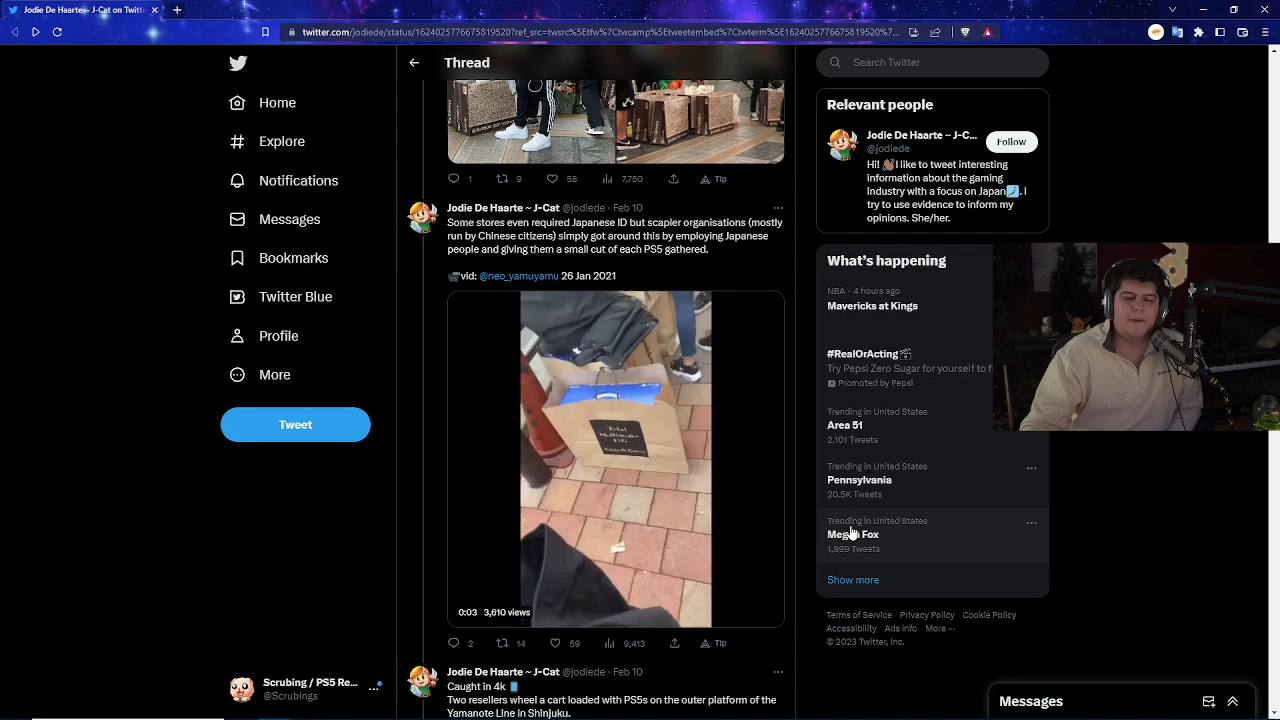 Jodie De Haarte ~ J-Cat on Twitt
twitter.com/jodiede/status/1624025776675819520?ref_src=twsrc%5Etfw%7Ctwcamp%5Etweetembed%7Ctwterm%5E1624025776675819520%7...
Home
Explore
Notifications
Messages
Bookmarks
Twitter Blue
Profile
More
Tweet
Scrubing / PS5 Re...
@Scrubings
Thread
1 9 58 7,750 Tip
Jodie De Haarte ~ J-Cat @jodiede · Feb 10
Some stores even required Japanese ID but scapler organisations (mostly
run by Chinese citizens) simply got around this by employing Japanese
people and giving them a small cut of each PS5 gathered.
vid: @neo_yamuyamu 26 Jan 2021
0:03 3,610 views
2 14 59 9,413 Tip
Jodie De Haarte ~ J-Cat @jodiede · Feb 10
Caught in 4k
Two resellers wheel a cart loaded with PS5s on the outer platform of the
Yamanote Line in Shinjuku.
Search Twitter
Relevant people
Jodie De Haarte ~ J-C...
@jodiede
Follow
Hi! I like to tweet interesting
information about the gaming
industry with a focus on Japan. I
try to use evidence to inform my
opinions. She/her.
What's happening
NBA · 4 hours ago
Mavericks at Kings
#RealOrActing
Try Pepsi Zero Sugar for yourself to f
Promoted by Pepsi
Trending in United States
Area 51
2,101 Tweets
Trending in United States
Pennsylvania
20.5K Tweets
Trending in United States
Megan Fox
1,999 Tweets
Show more
Terms of Service Privacy Policy Cookie Policy
Accessibility Ads info More ···
© 2023 Twitter, Inc.
Messages